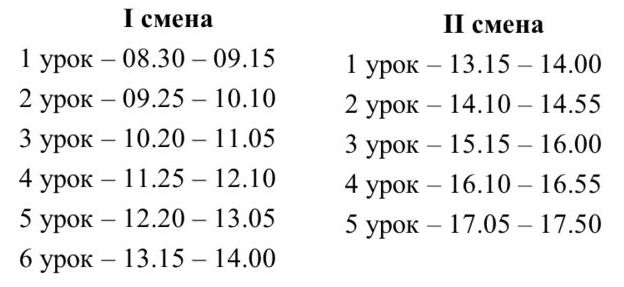 I смена
1 урок – 08.30 – 09.15
2 урок – 09.25 – 10.10
3 урок – 10.20 – 11.05
4 урок – 11.25 – 12.10
5 урок – 12.20 – 13.05
6 урок – 13.15 – 14.00
II смена
1 урок – 13.15 – 14.00
2 урок – 14.10 – 14.55
3 урок – 15.15 – 16.00
4 урок – 16.10 – 16.55
5 урок – 17.05 – 17.50